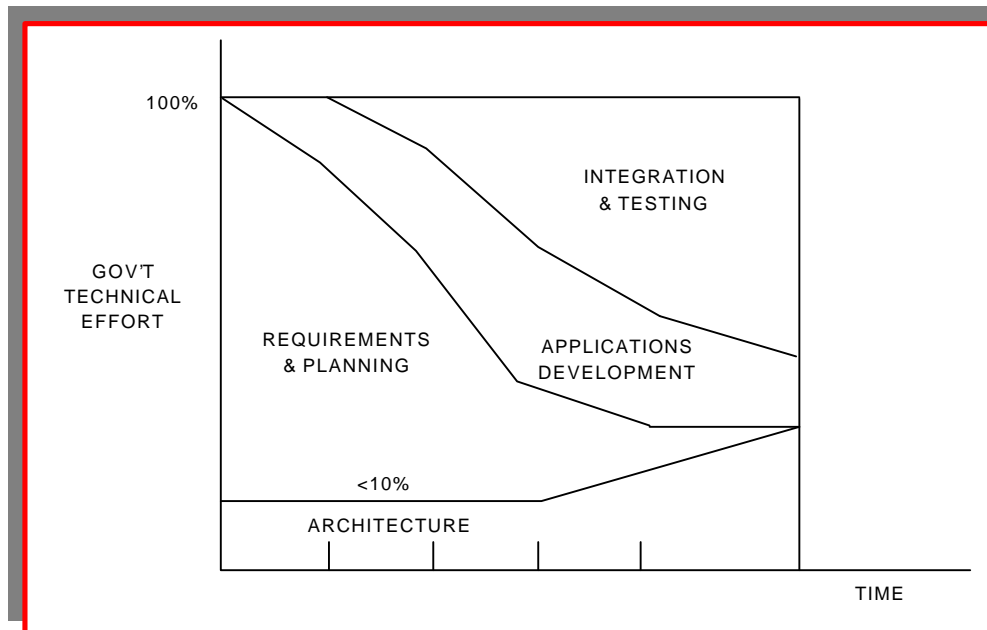 100%
INTEGRATION
& TESTING
GOV'T
TECHNICAL
EFFORT
REQUIREMENTS
& PLANNING
APPLICATIONS
DEVELOPMENT
<10%
ARCHITECTURE
TIME